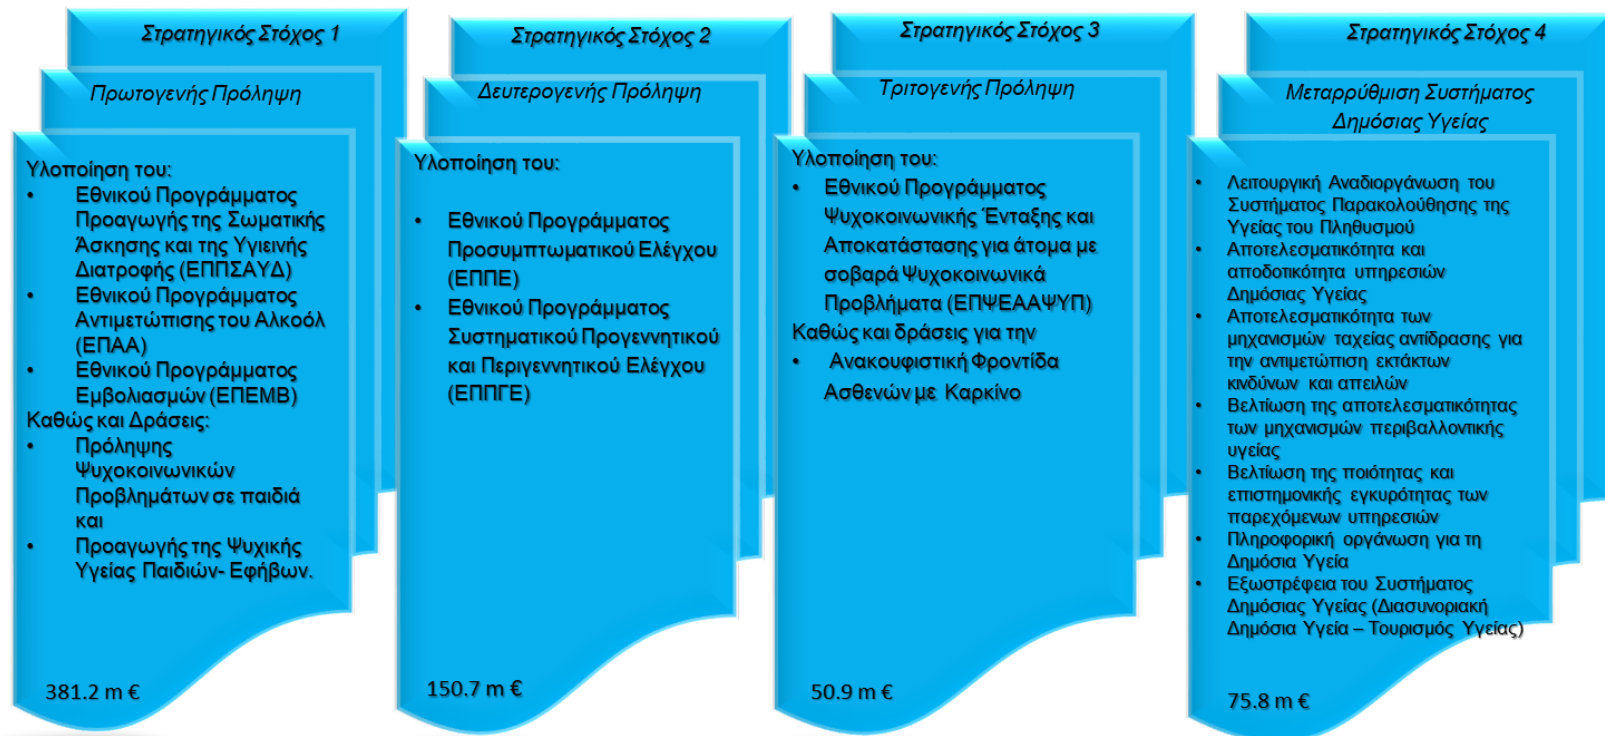 Στρατηγικός Στόχος 1
Πρωτογενής Πρόληψη
Υλοποίηση του:
• Εθνικού Προγράμματος
Προαγωγής της Σωματικής
Άσκησης και της Υγιεινής
Διατροφής (ΕΠΠΣΑΥΔ)
• Εθνικού Προγράμματος
Αντιμετώπισης του Αλκοόλ
(ΕΠΑΑ)
• Εθνικού Προγράμματος
Εμβολιασμών (ΕΠΕΜΒ)
Καθώς και Δράσεις:
• Πρόληψης
Ψυχοκοινωνικών
Προβλημάτων σε παιδιά
και
• Προαγωγής της Ψυχικής
Υγείας Παιδιών- Εφήβων.
381.2 m €
Στρατηγικός Στόχος 2
Δευτερογενής Πρόληψη
Υλοποίηση του:
• Εθνικού Προγράμματος
Προσυμπτωματικού Ελέγχου
(ΕΠΠΕ)
• Εθνικού Προγράμματος
Συστηματικού Προγεννητικού
και Περιγεννητικού Ελέγχου
(ΕΠΠΓΕ)
150.7 m €
Στρατηγικός Στόχος 3
Τριτογενής Πρόληψη
Υλοποίηση του:
• Εθνικού Προγράμματος
Ψυχοκοινωνικής Ένταξης και
Αποκατάστασης για άτομα με
σοβαρά Ψυχοκοινωνικά
Προβλήματα (ΕΠΨΕΑΑΨΥΠ)
Καθώς και δράσεις για την
• Ανακουφιστική Φροντίδα
Ασθενών με Καρκίνο
50.9 m €
Στρατηγικός Στόχος 4
Μεταρρύθμιση Συστήματος
Δημόσιας Υγείας
• Λειτουργική Αναδιοργάνωση του
Συστήματος Παρακολούθησης της
Υγείας του Πληθυσμού
• Αποτελεσματικότητα και
αποδοτικότητα υπηρεσιών
Δημόσιας Υγείας
• Αποτελεσματικότητα των
μηχανισμών ταχείας αντίδρασης για
την αντιμετώπιση εκτάκτων
κινδύνων και απειλών
• Βελτίωση της αποτελεσματικότητας
των μηχανισμών περιβαλλοντικής
υγείας
• Βελτίωση της ποιότητας και
επιστημονικής εγκυρότητας των
παρεχόμενων υπηρεσιών
• Πληροφορική οργάνωση για τη
Δημόσια Υγεία
• Εξωστρέφεια του Συστήματος
Δημόσιας Υγείας (Διασυνοριακή
Δημόσια Υγεία – Τουρισμός Υγείας)
75.8 m €